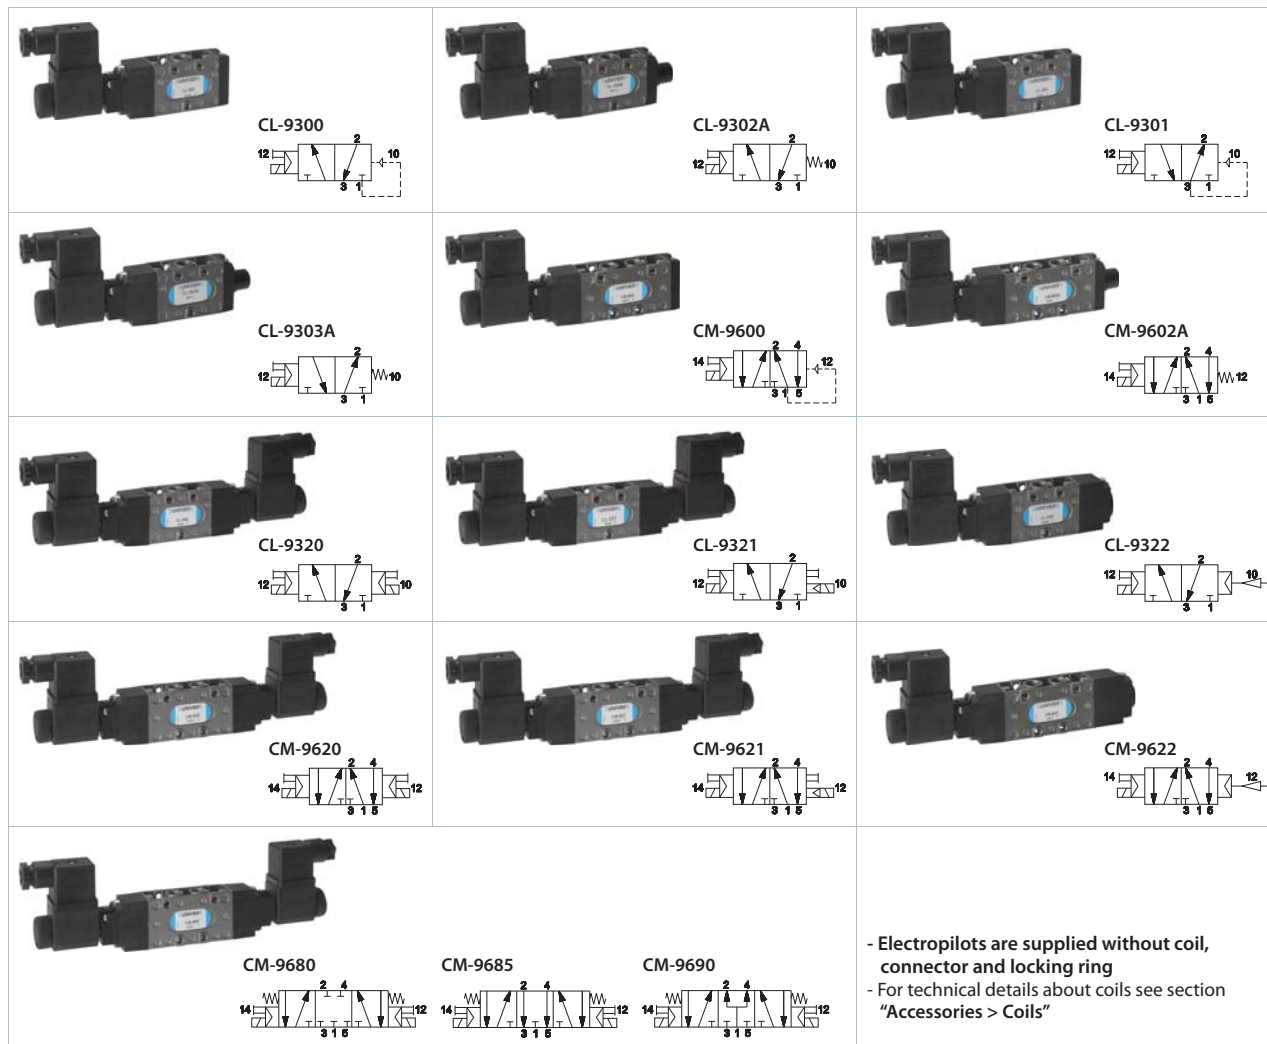 CL-9300
2
12
10
3 1
CL-9302A
2
12
10
3 1
CL-9301
2
12
10
3 1
CL-9303A
2
12
10
3 1
CM-9600
2 4
14
12
3 1 5
CM-9602A
2 4
14
12
3 1 5
CL-9320
2
12
10
3 1
CL-9321
2
12
10
3 1
CL-9322
2
12
10
3 1
CM-9620
2 4
14
12
3 1 5
CM-9621
2 4
14
12
3 1 5
CM-9622
2 4
14
12
3 1 5
CM-9680
2 4
14
12
3 1 5
CM-9685
2 4
14
12
3 1 5
CM-9690
2 4
14
12
3 1 5
- Electropilots are supplied without coil,
connector and locking ring
- For technical details about coils see section
"Accessories > Coils"